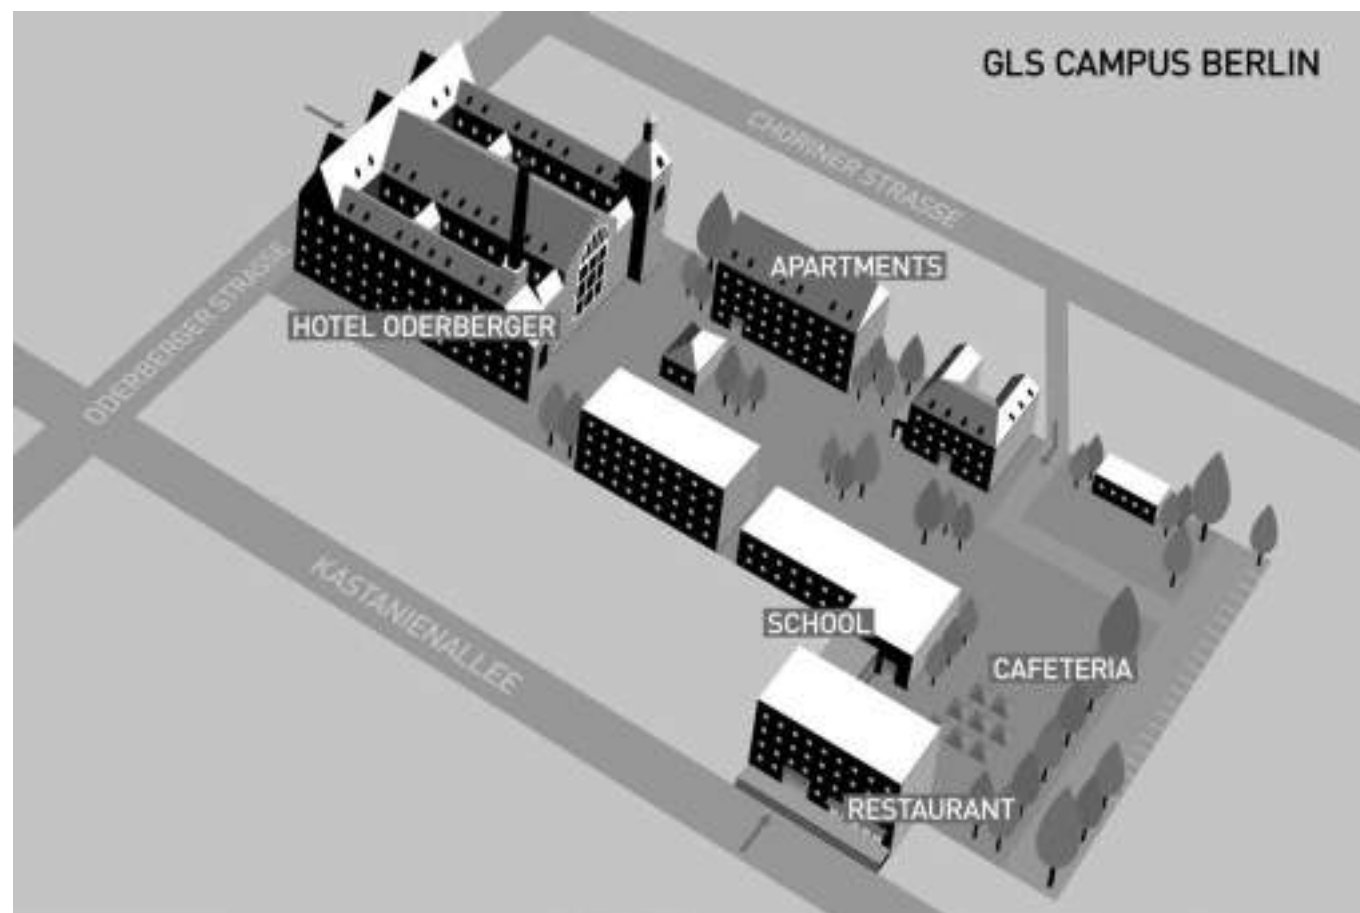 GLS CAMPUS BERLIN
CHORINER STRASSE
APARTMENTS
ODERBERGER STRASSE
HOTEL ODERBERGER
KASTANIENALLEE
SCHOOL
CAFETERIA
RESTAURANT